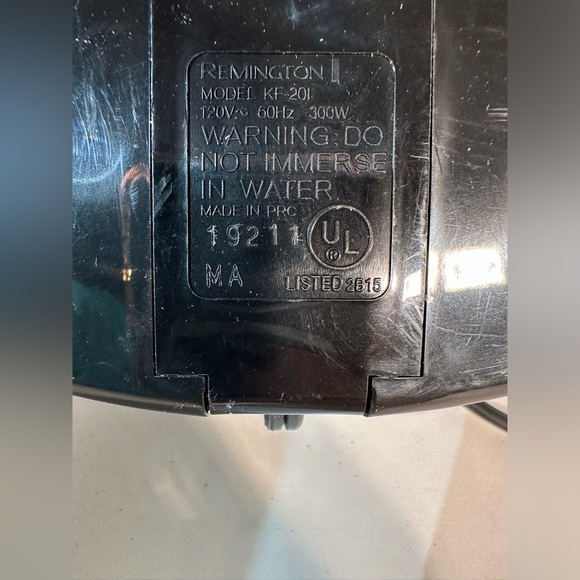 REMINGTON
MODEL KF-20I
120V~ 60Hz 300W
WARNING: DO
NOT IMMERSE
IN WATER
MADE IN PRC
19211
UL
®
MA
LISTED 2B15